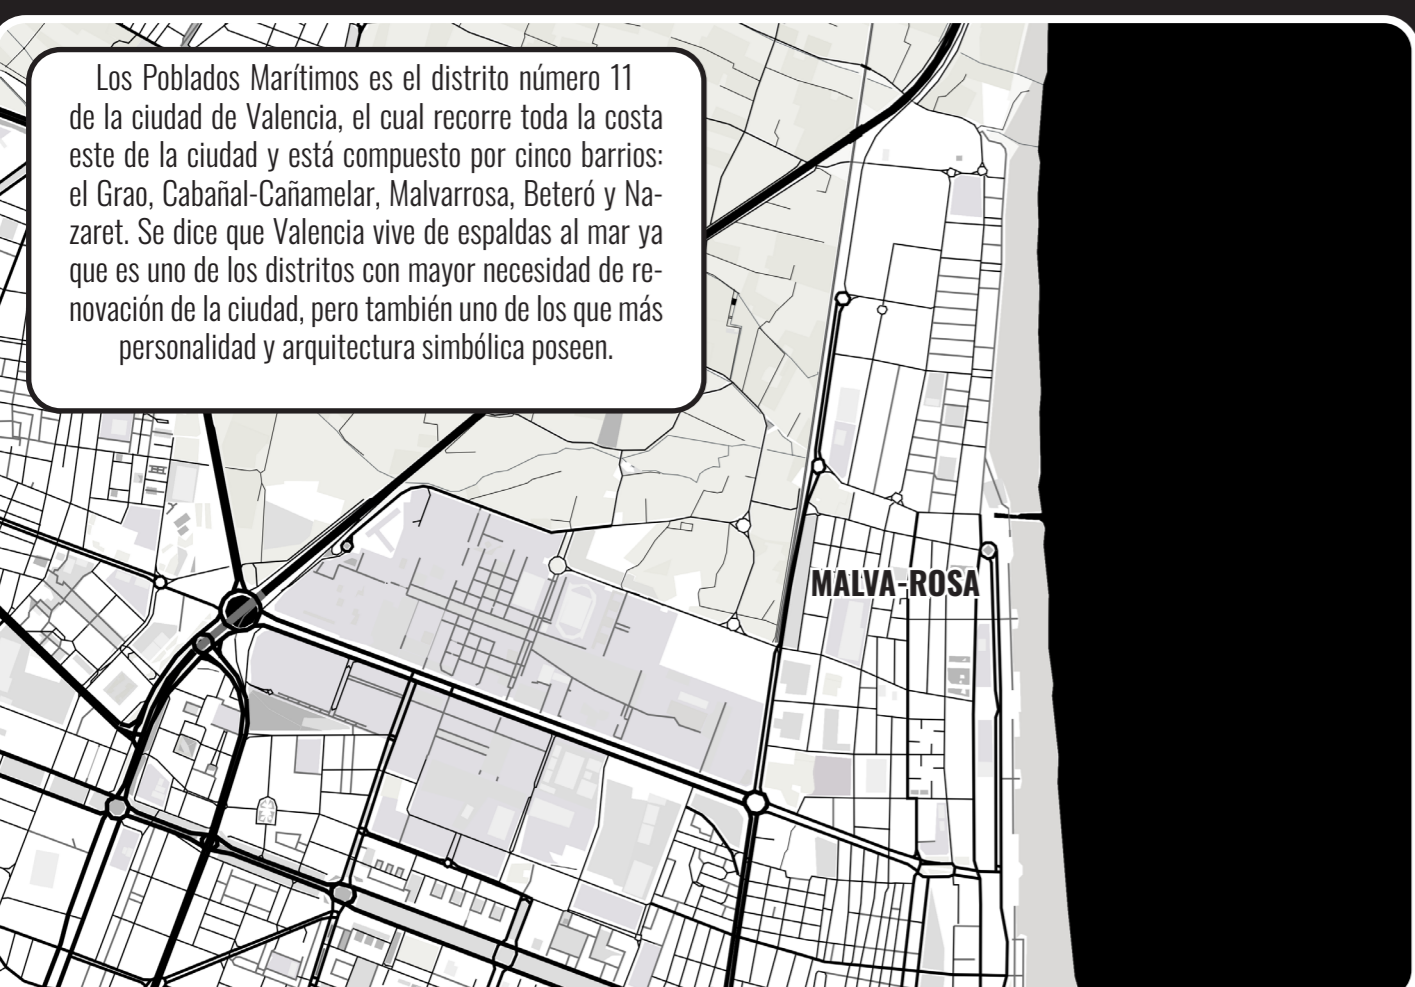 Los Poblados Marítimos es el distrito número 11
de la ciudad de Valencia, el cual recorre toda la costa
este de la ciudad y está compuesto por cinco barrios:
el Grao, Cabañal-Cañamelar, Malvarrosa, Beteró y Na-
zaret. Se dice que Valencia vive de espaldas al mar ya
que es uno de los distritos con mayor necesidad de re-
novación de la ciudad, pero también uno de los que más
personalidad y arquitectura simbólica poseen.
MALVA-ROSA